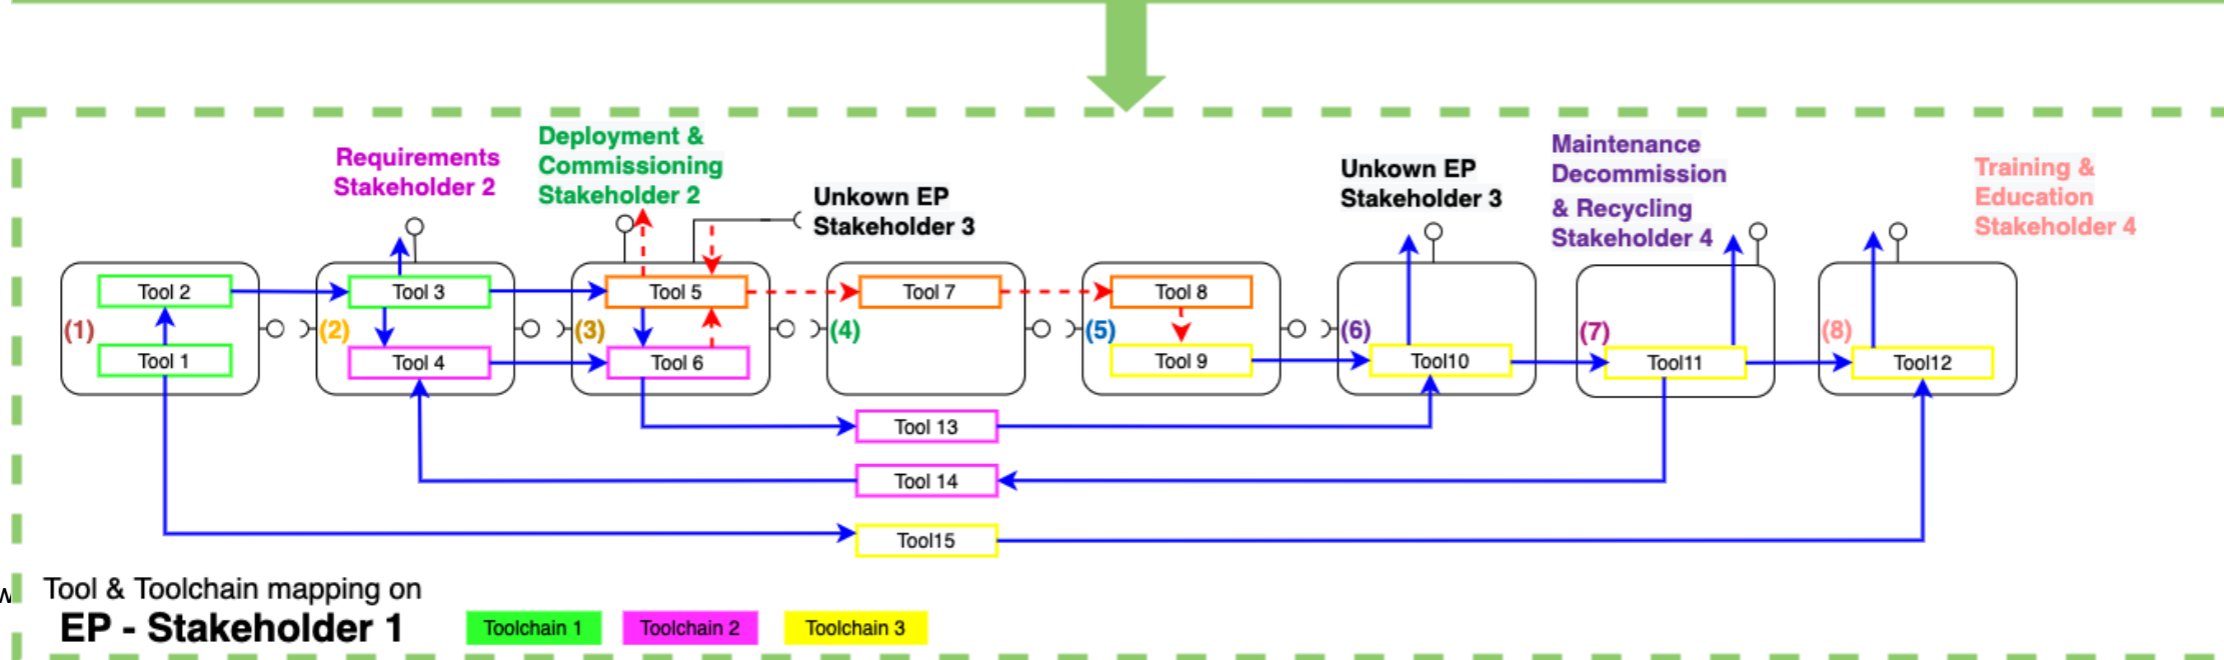 Requirements
Stakeholder 2
Deployment &
Commissioning
Stakeholder 2
Unkown EP
Stakeholder 3
Unkown EP
Stakeholder 3
Maintenance
Decommission
& Recycling
Stakeholder 4
Training &
Education
Stakeholder 4
(1)
Tool 2
Tool 1
(2)
Tool 3
Tool 4
(3)
Tool 5
Tool 6
(4)
Tool 7
(5)
Tool 8
Tool 9
(6)
Tool10
(7)
Tool11
(8)
Tool12
Tool 13
Tool 14
Tool15
w
Tool & Toolchain mapping on
EP - Stakeholder 1
Toolchain 1
Toolchain 2
Toolchain 3